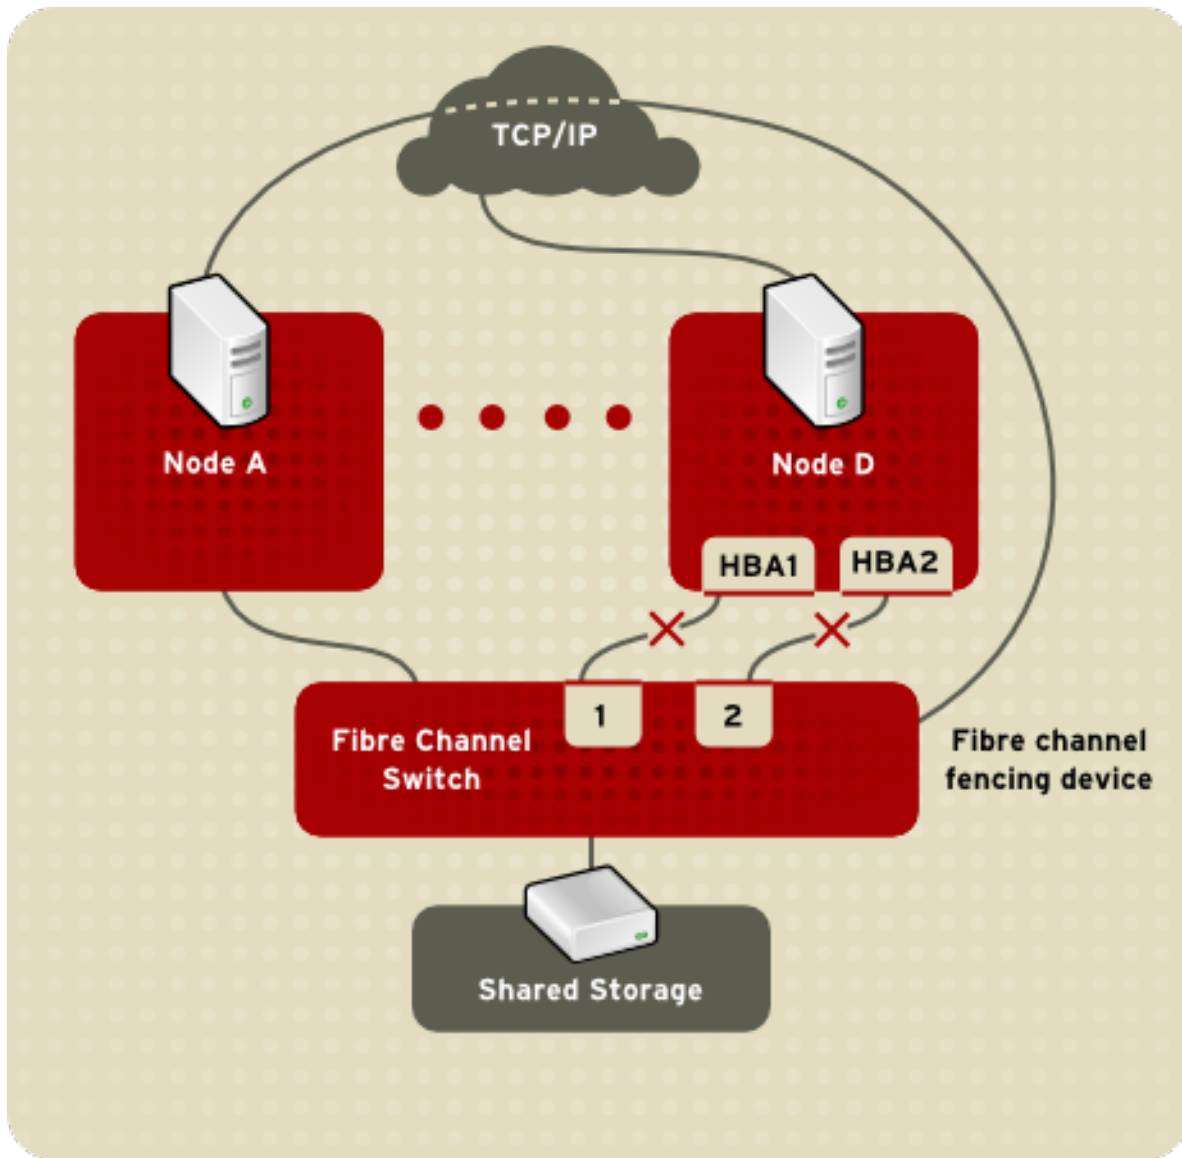 TCP/IP
Node A
Node D
HBA1
HBA2
1
2
Fibre Channel
Switch
Fibre channel
fencing device
Shared Storage